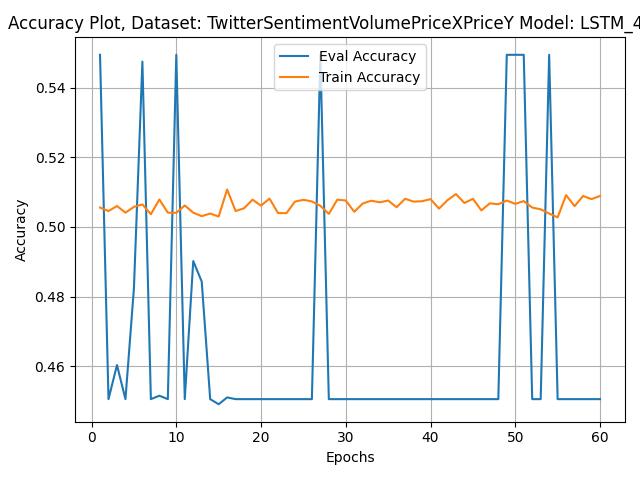 Accuracy Plot, Dataset: TwitterSentimentVolumePriceXPriceY Model: LSTM_4
Eval Accuracy
Train Accuracy
0.54
0.52
0.50
0.48
0.46
Accuracy
0 10 20 30 40 50 60
Epochs